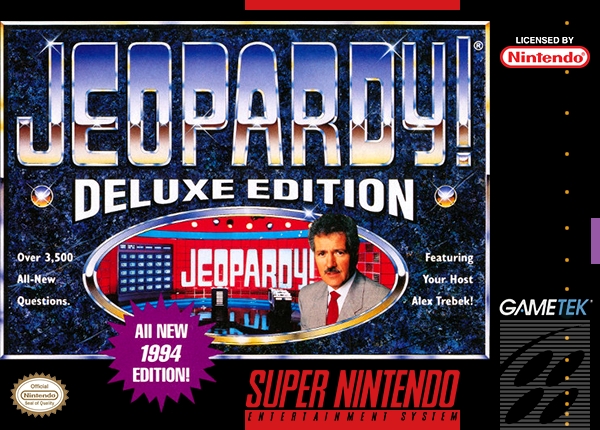 JEOPARDY!®
DELUXE EDITION
Over 3,500
All-New
Questions.
JEOPARDY!
Featuring
Your Host
Alex Trebek!
All NEW
1994
EDITION!
LICENSED BY
Nintendo®
GAMETEK®
Official
Nintendo
Seal of Quality
SUPER NINTENDO
ENTERTAINMENT SYSTEM